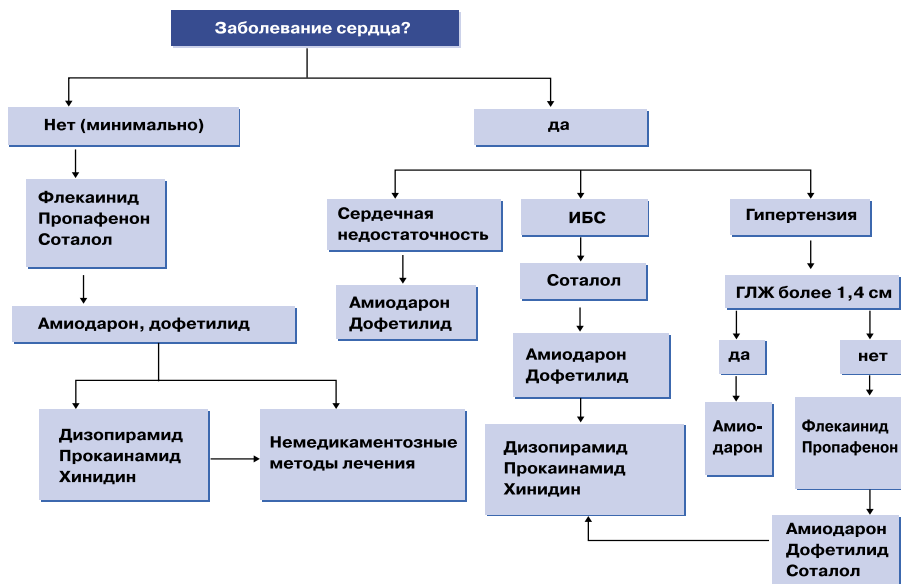 Заболевание сердца?
Нет (минимально)
да
Флекаинид
Пропафенон
Соталол
Сердечная
недостаточность
ИБС
Гипертензия
Соталол
ГЛЖ более 1,4 см
Амиодарон, дофетилид
Амиодарон
Дофетилид
Амиодарон
Дофетилид
да
нет
Дизопирамид
Прокаинамид
Хинидин
Немедикаментозные
методы лечения
Дизопирамид
Прокаинамид
Хинидин
Амио-
дарон
Флекаинид
Пропафенон
Амиодарон
Дофетилид
Соталол